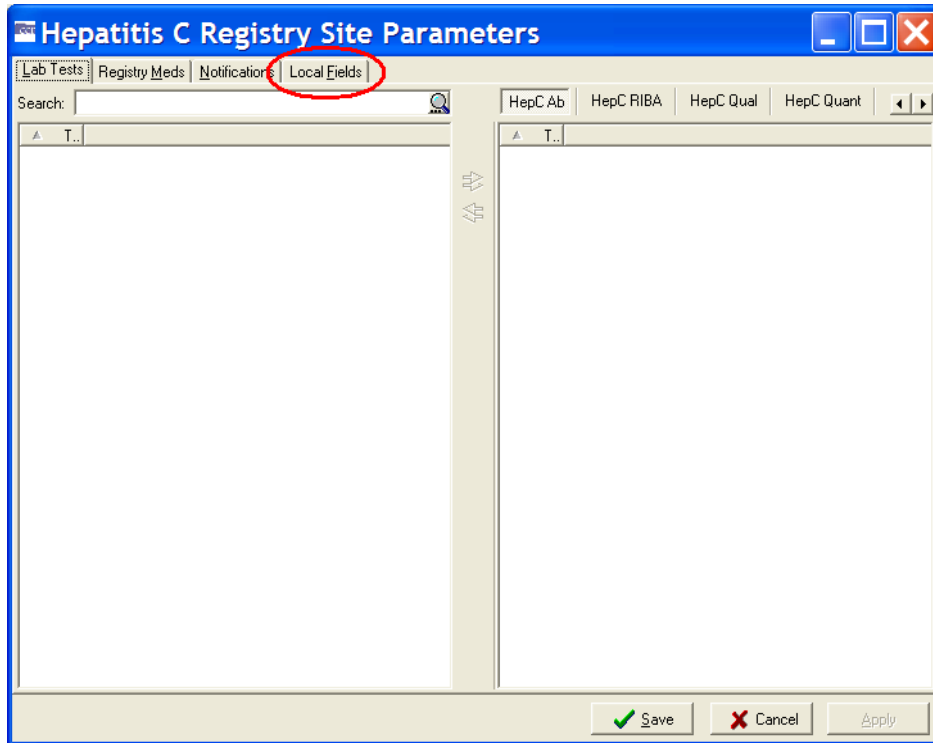 Hepatitis C Registry Site Parameters
Lab Tests Registry Meds Notifications Local Fields
Search: HepC Ab HepC RIBA HepC Qual HepC Quant
T.. T..
Save Cancel Apply